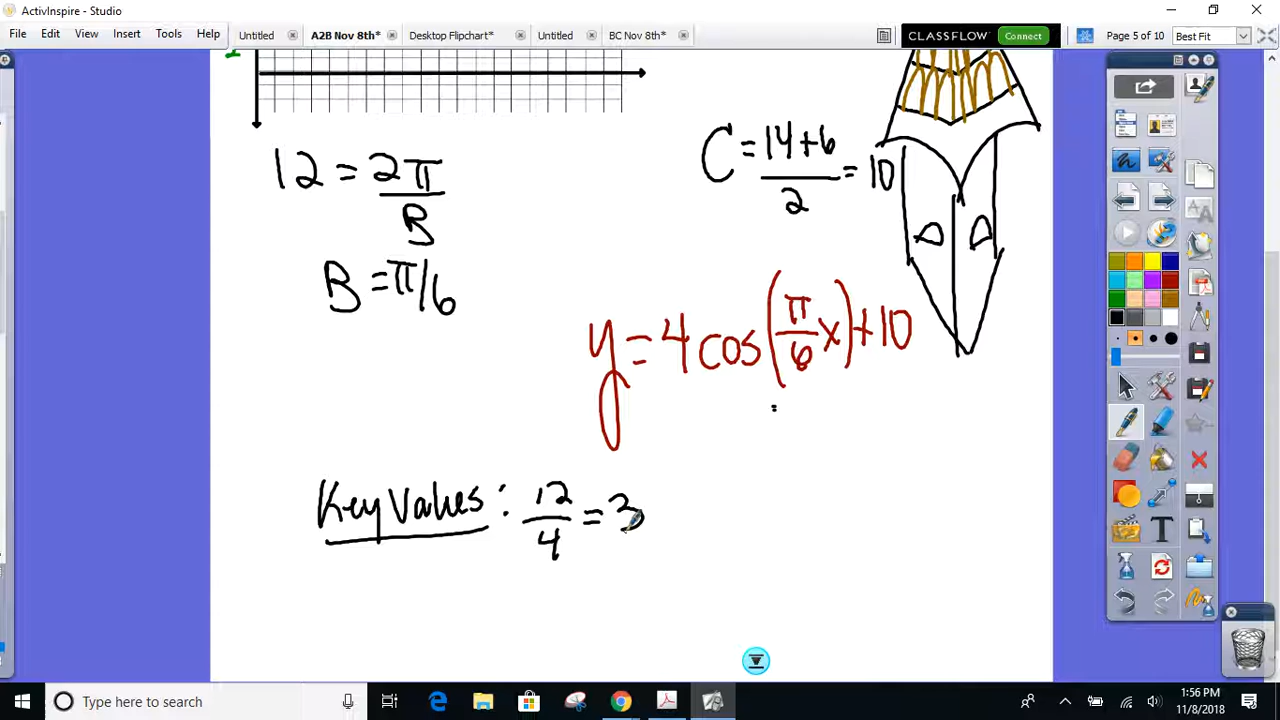 ActivInspire - Studio
File Edit View Insert Tools Untitled A2B Nov 8th* Desktop Flipchart* Untitled BC Nov 8th* CLASSFLOW Connect Page 5 of 10 Best Fit
C = 14+6 / 2 = 10
12 = 2π / B
B = π/6
y = 4 cos(π/6 x) + 10
Key Values: 12/4 = 3
Type here to search
1:56 PM
11/8/2018